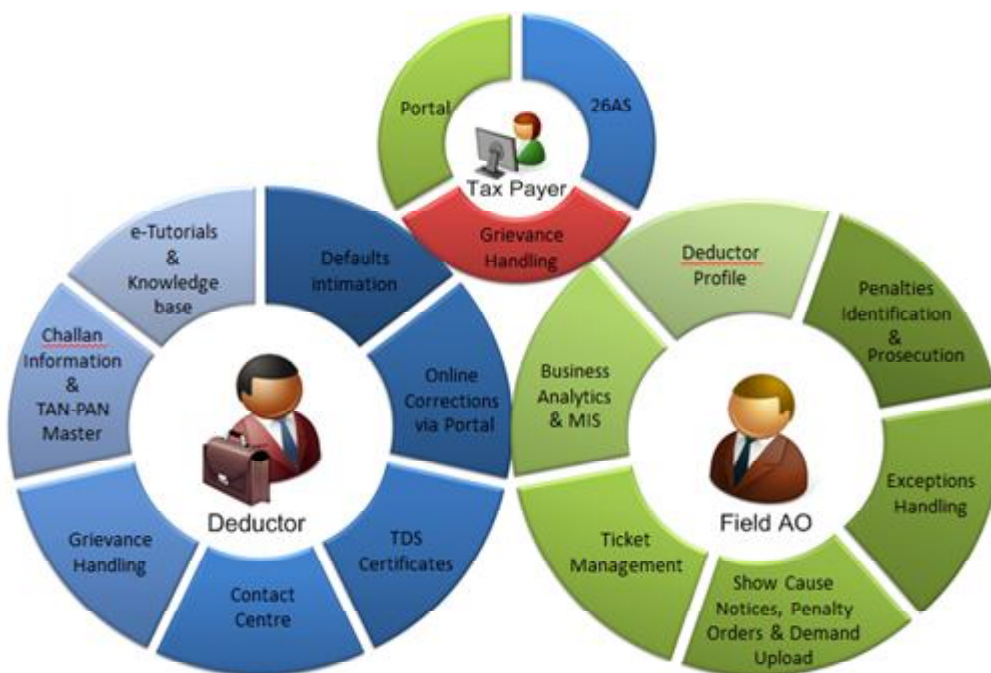 Portal
26AS
Tax Payer
Grievance
Handling
e-Tutorials
&
Knowledge
base
Defaults
intimation
Challan
Information
&
TAN-PAN
Master
Online
Corrections
via Portal
Deductor
Grievance
Handling
TDS
Certificates
Contact
Centre
Deductor
Profile
Penalties
Identification
&
Prosecution
Business
Analytics
& MIS
Field AO
Exceptions
Handling
Ticket
Management
Show Cause
Notices, Penalty
Orders & Demand
Upload